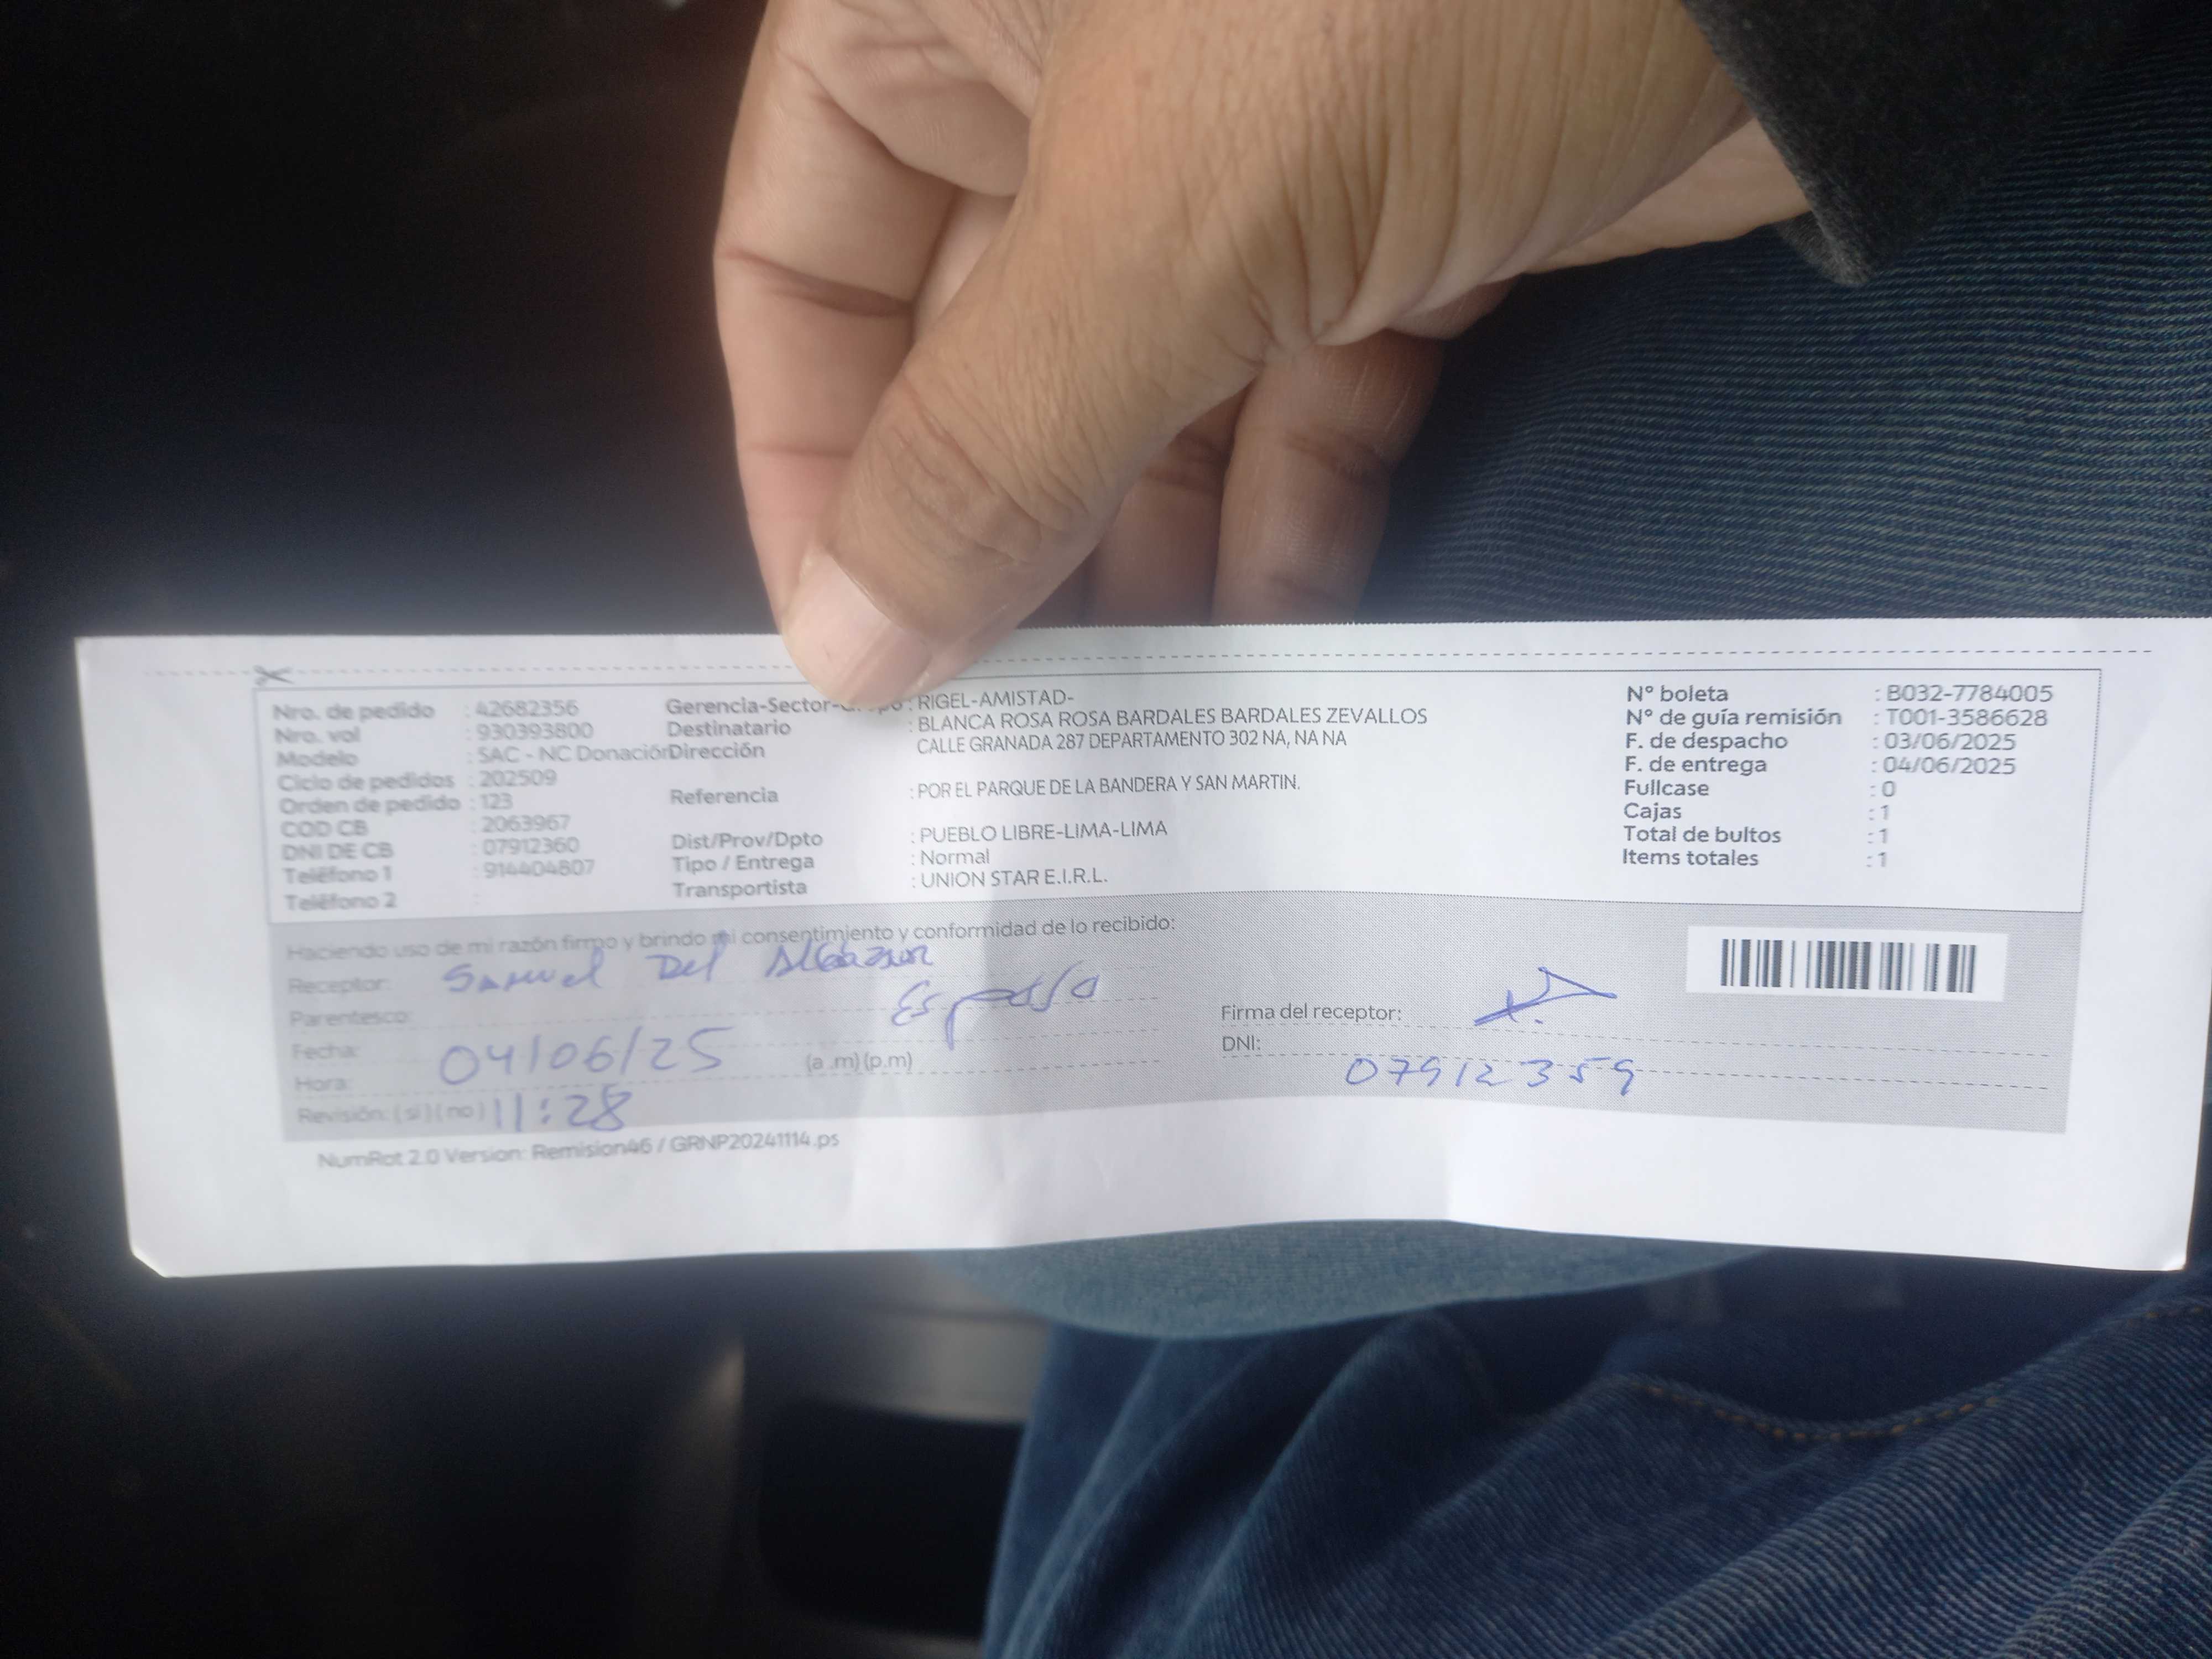 Nro. de pedido : 42682356
Nro. vol : 930393800
Modelo : SAC - NC Donación
Ciclo de pedidos : 202509
Orden de pedido : 123
COD CB : 2063967
DNI DE CB : 07912360
Teléfono 1 : 914404807
Teléfono 2 :
Gerencia-Sector- : RIGEL-AMISTAD-
Destinatario : BLANCA ROSA ROSA BARDALES BARDALES ZEVALLOS
Dirección CALLE GRANADA 287 DEPARTAMENTO 302 NA, NA NA
Referencia : POR EL PARQUE DE LA BANDERA Y SAN MARTIN.
Dist/Prov/Dpto : PUEBLO LIBRE-LIMA-LIMA
Tipo / Entrega : Normal
Transportista : UNION STAR E.I.R.L.
N° boleta : B032-7784005
N° de guía remisión : T001-3586628
F. de despacho : 03/06/2025
F. de entrega : 04/06/2025
Fullcase : 0
Cajas : 1
Total de bultos : 1
Items totales : 1
Haciendo uso de mi razón firmo y brindo mi consentimiento y conformidad de lo recibido:
Receptor: Samuel Del
Parentesco: Esposo
Fecha: 04/06/25
Hora: (a.m) (p.m)
Revisión: (si) (no) 11:28
Firma del receptor:
DNI: 07912359
NumRot 2.0 Version: Remision46 / GRNP20241114.ps